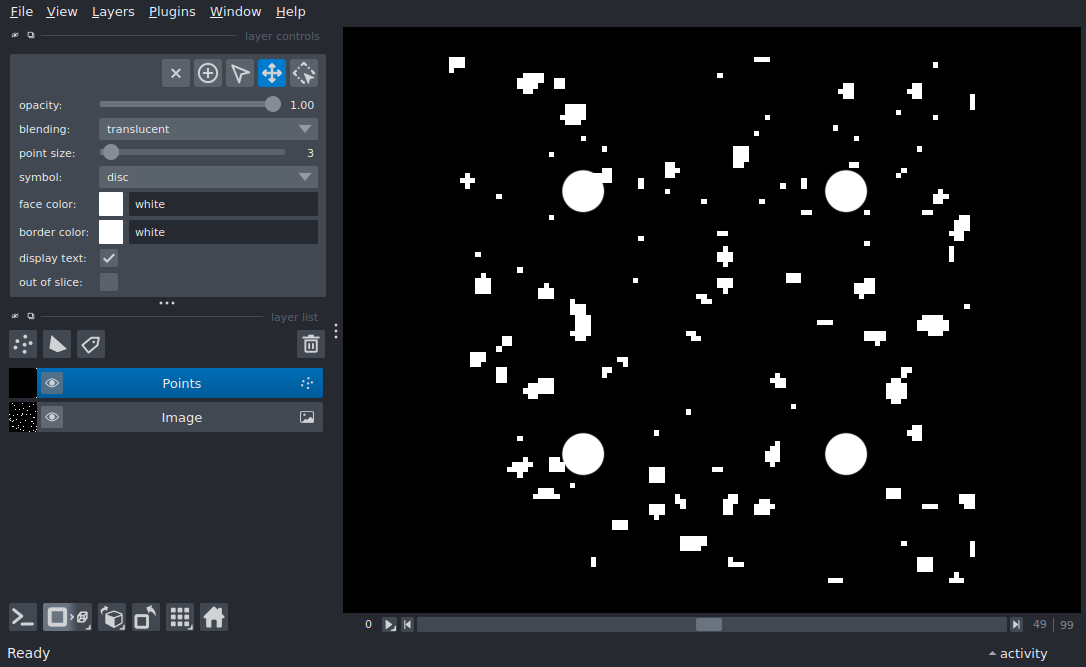 File View Layers Plugins Window Help
layer controls
opacity: 1.00
blending: translucent
point size: 3
symbol: disc
face color: white
border color: white
display text:
out of slice:
layer list
Points
Image
0 49 | 99
Ready activity